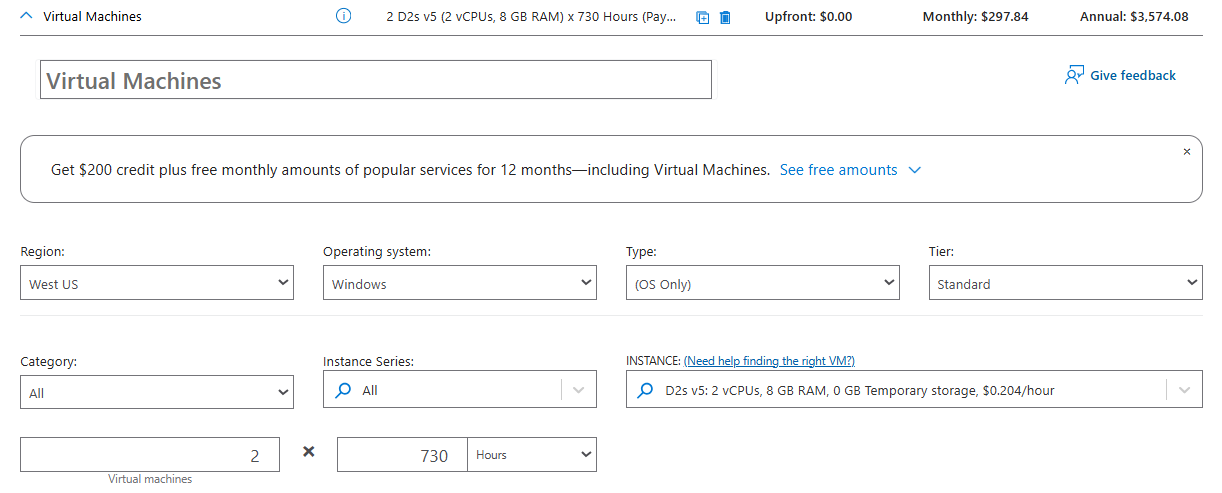 Virtual Machines 2 D2s v5 (2 vCPUs, 8 GB RAM) x 730 Hours (Pay... Upfront: $0.00 Monthly: $297.84 Annual: $3,574.08
Virtual Machines
Give feedback
Get $200 credit plus free monthly amounts of popular services for 12 months—including Virtual Machines. See free amounts
Region: Operating system: Type: Tier:
West US Windows (OS Only) Standard
Category: Instance Series: INSTANCE: (Need help finding the right VM?)
All All D2s v5: 2 vCPUs, 8 GB RAM, 0 GB Temporary storage, $0.204/hour
2 × 730 Hours
Virtual machines